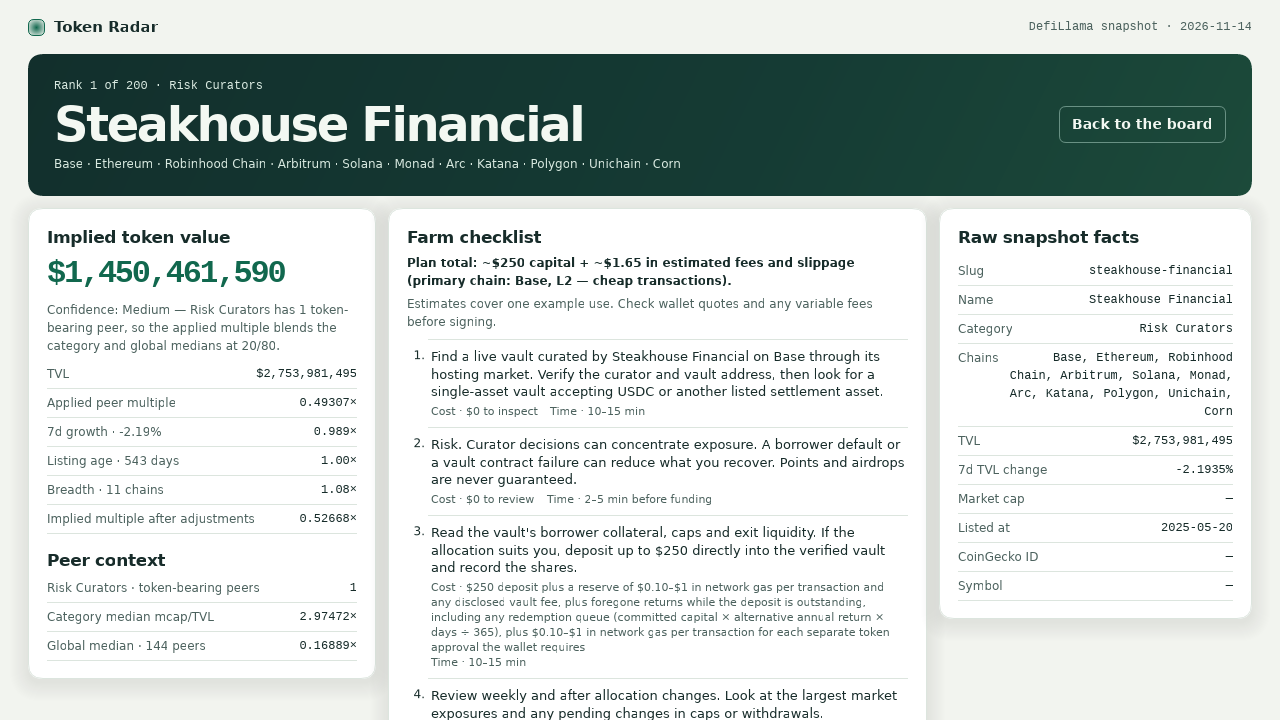 Token Radar
DefiLlama snapshot · 2026-11-14
Rank 1 of 200 · Risk Curators
Steakhouse Financial
Base · Ethereum · Robinhood Chain · Arbitrum · Solana · Monad · Arc · Katana · Polygon · Unichain · Corn
Back to the board
Implied token value
$1,450,461,590
Confidence: Medium — Risk Curators has 1 token-
bearing peer, so the applied multiple blends the
category and global medians at 20/80.
TVL $2,753,981,495
Applied peer multiple 0.49307×
7d growth · -2.19% 0.989×
Listing age · 543 days 1.00×
Breadth · 11 chains 1.08×
Implied multiple after adjustments 0.52668×
Peer context
Risk Curators · token-bearing peers 1
Category median mcap/TVL 2.97472×
Global median · 144 peers 0.16889×
Farm checklist
Plan total: ~$250 capital + ~$1.65 in estimated fees and slippage
(primary chain: Base, L2 — cheap transactions).
Estimates cover one example use. Check wallet quotes and any variable fees
before signing.
1. Find a live vault curated by Steakhouse Financial on Base through its
hosting market. Verify the curator and vault address, then look for a
single-asset vault accepting USDC or another listed settlement asset.
Cost · $0 to inspect Time · 10–15 min
2. Risk. Curator decisions can concentrate exposure. A borrower default or
a vault contract failure can reduce what you recover. Points and airdrops
are never guaranteed.
Cost · $0 to review Time · 2–5 min before funding
3. Read the vault's borrower collateral, caps and exit liquidity. If the
allocation suits you, deposit up to $250 directly into the verified vault
and record the shares.
Cost · $250 deposit plus a reserve of $0.10–$1 in network gas per transaction and
any disclosed vault fee, plus foregone returns while the deposit is outstanding,
including any redemption queue (committed capital × alternative annual return ×
days ÷ 365), plus $0.10–$1 in network gas per transaction for each separate token
approval the wallet requires
Time · 10–15 min
4. Review weekly and after allocation changes. Look at the largest market
exposures and any pending changes in caps or withdrawals.
Raw snapshot facts
Slug steakhouse-financial
Name Steakhouse Financial
Category Risk Curators
Chains Base, Ethereum, Robinhood
Chain, Arbitrum, Solana, Monad,
Arc, Katana, Polygon, Unichain,
Corn
TVL $2,753,981,495
7d TVL change -2.1935%
Market cap —
Listed at 2025-05-20
CoinGecko ID —
Symbol —